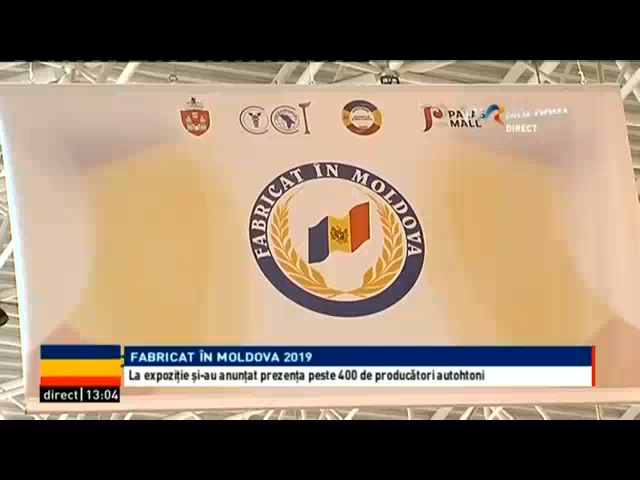 PALAS
MALL
MOLDOVA
DIRECT
FABRICAT ÎN MOLDOVA
FABRICAT ÎN MOLDOVA 2019
La expoziție și-au anunțat prezența peste 400 de producători autohtoni
direct 13:04